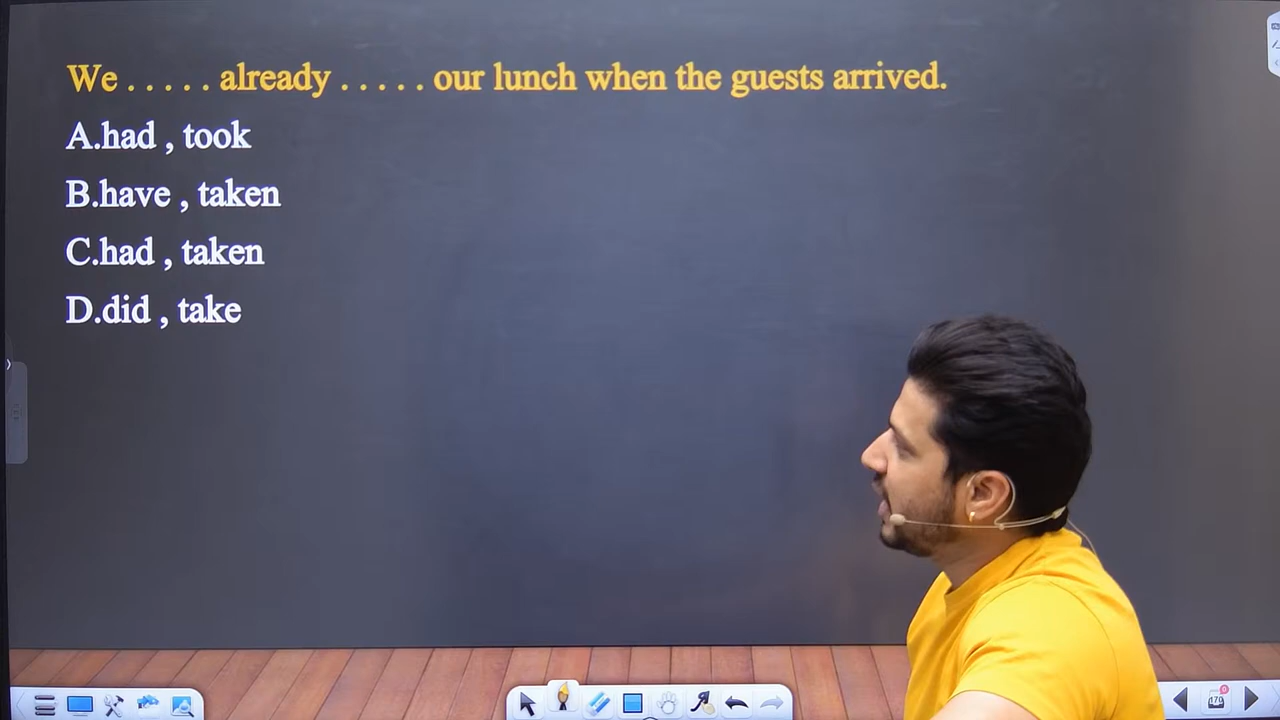 We . . . . . already . . . . . our lunch when the guests arrived.
A.had , took
B.have , taken
C.had , taken
D.did , take